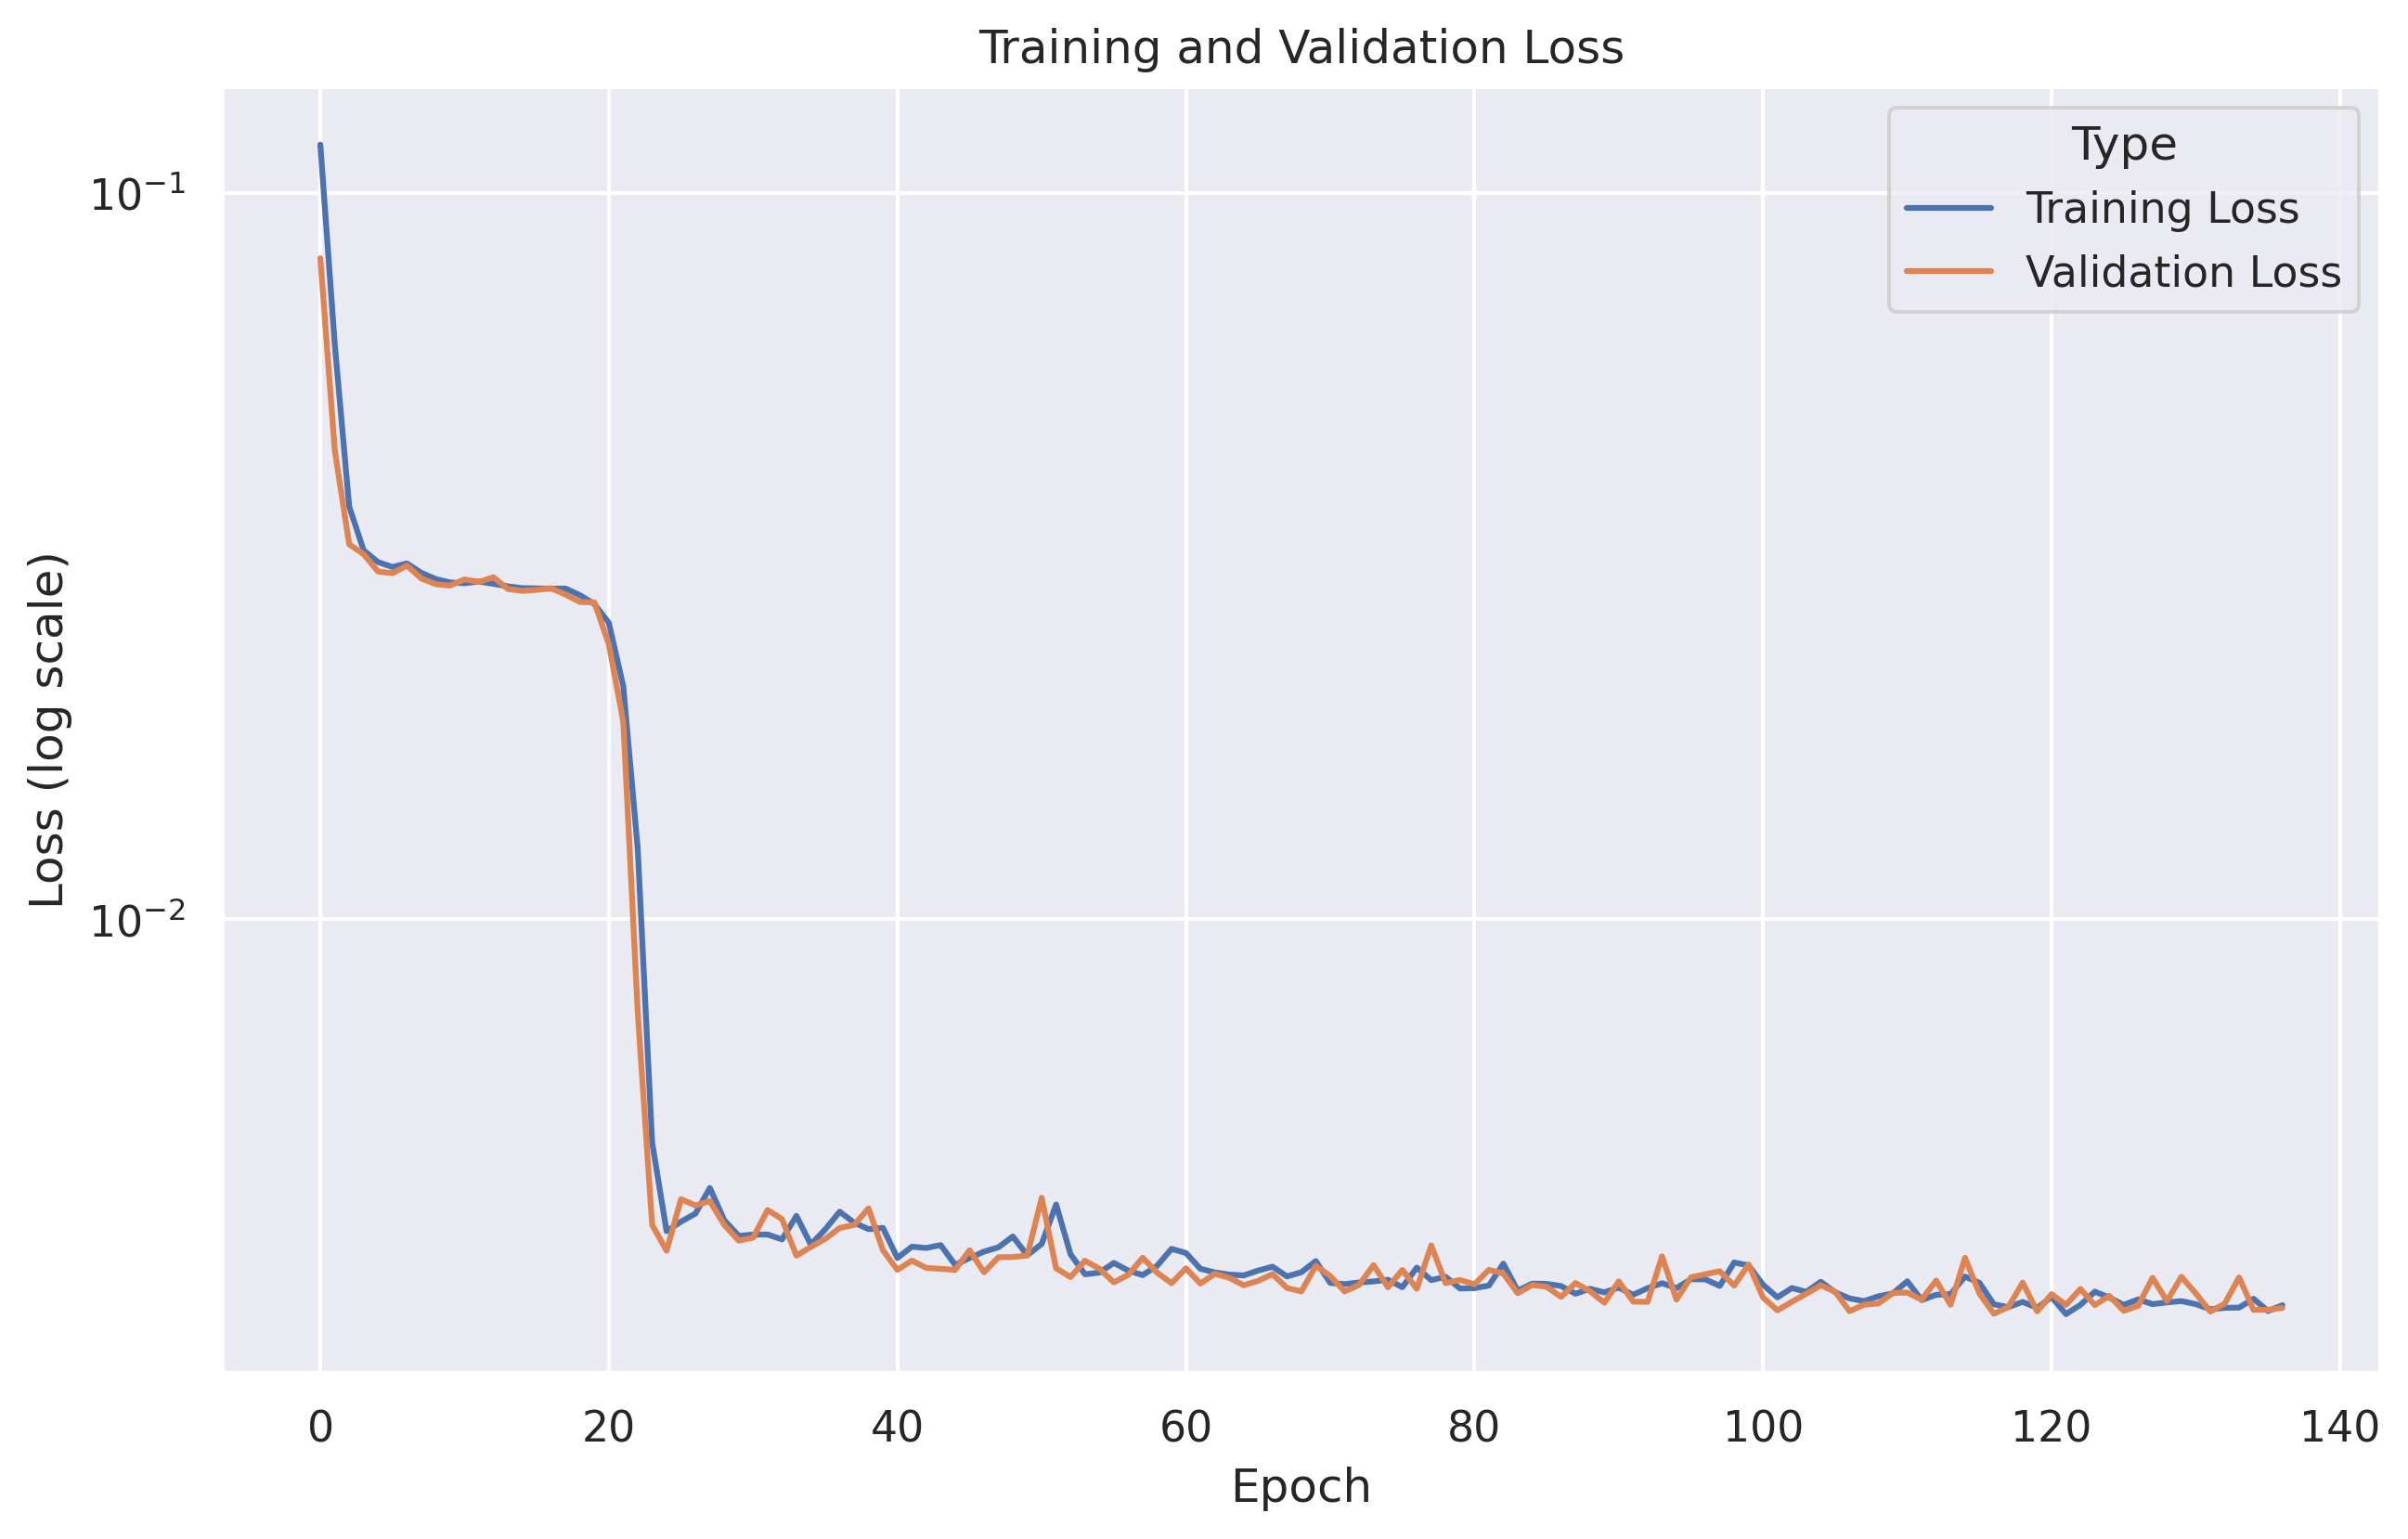 Training and Validation Loss
Type
Training Loss
Validation Loss
10⁻¹
10⁻²
Loss (log scale)
0 20 40 60 80 100 120 140
Epoch